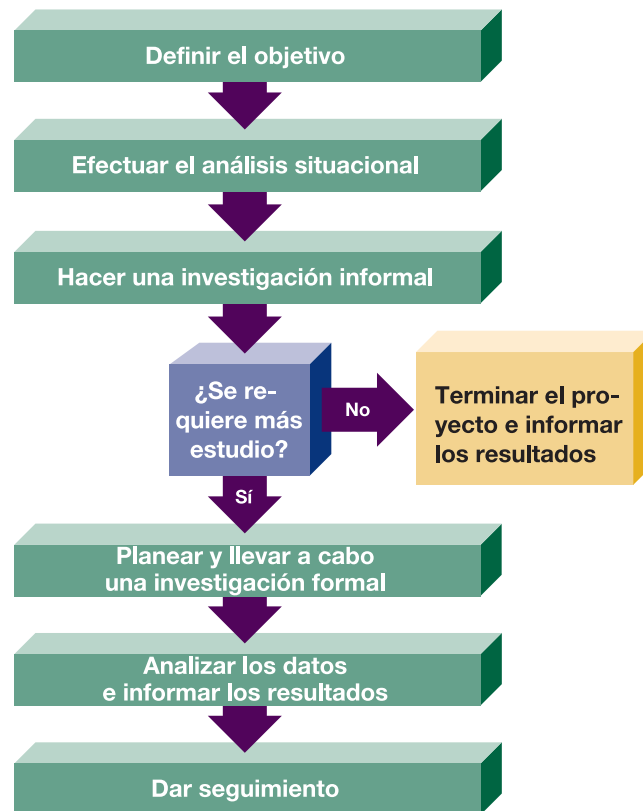 Definir el objetivo
Efectuar el análisis situacional
Hacer una investigación informal
¿Se re-
quiere más
estudio?
No
Terminar el pro-
yecto e informar
los resultados
Sí
Planear y llevar a cabo
una investigación formal
Analizar los datos
e informar los resultados
Dar seguimiento